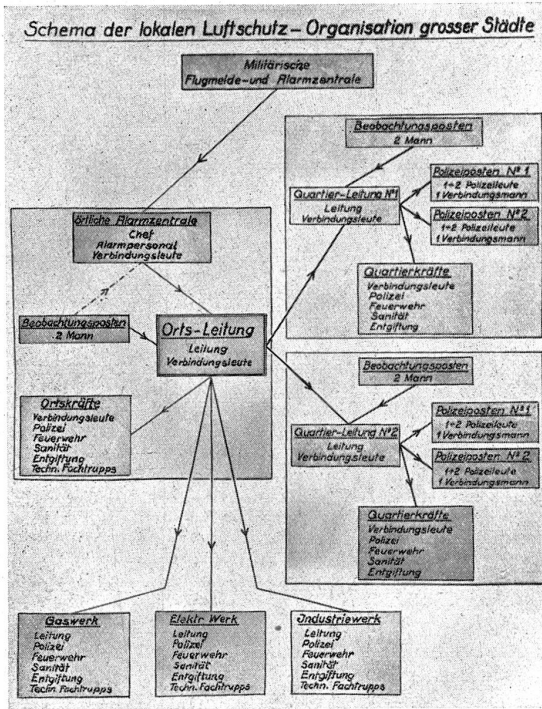 Schema der lokalen Luftschutz-Organisation grosser Städte
Militärische
Flugmelde- und Alarmzentrale
Beobachtungsposten
2 Mann
Quartier-Leitung Nº1
Leitung
Verbindungsleute
Polizeiposten Nº 1
1+2 Polizeileute
1 Verbindungsmann
Polizeiposten Nº2
1+2 Polizeileute
1 Verbindungsmann
Quartierkräfte
Verbindungsleute
Polizei
Feuerwehr
Sanität
Entgiftung
örtliche Alarmzentrale
Chef
Alarmpersonal
Verbindungsleute
Beobachtungsposten
2 Mann
Orts-Leitung
Leitung
Verbindungsleute
Ortskräfte
Verbindungsleute
Polizei
Feuerwehr
Sanität
Entgiftung
Techn. Fachtrupps
Beobachtungsposten
2 Mann
Quartier-Leitung Nº2
Leitung
Verbindungsleute
Polizeiposten Nº1
1+2 Polizeileute
1 Verbindungsmann
Polizeiposten Nº 2
1+2 Polizeileute
1 Verbindungsmann
Quartierkräfte
Verbindungsleute
Polizei
Feuerwehr
Sanität
Entgiftung
Gaswerk
Leitung
Polizei
Feuerwehr
Sanität
Entgiftung
Techn. Fachtrupps
Elektr Werk
Leitung
Polizei
Feuerwehr
Sanität
Entgiftung
Techn. Fachtrupps
Industriewerk
Leitung
Polizei
Feuerwehr
Sanität
Entgiftung
Techn. Fachtrupps